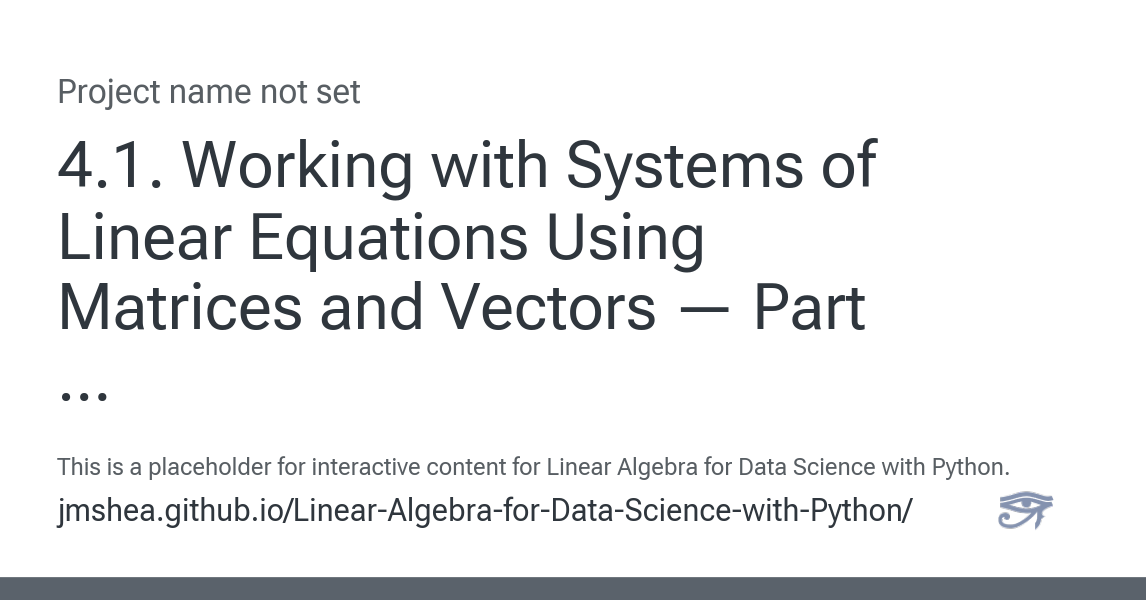 Project name not set
4.1. Working with Systems of
Linear Equations Using
Matrices and Vectors — Part
...
This is a placeholder for interactive content for Linear Algebra for Data Science with Python.
jmshea.github.io/Linear-Algebra-for-Data-Science-with-Python/